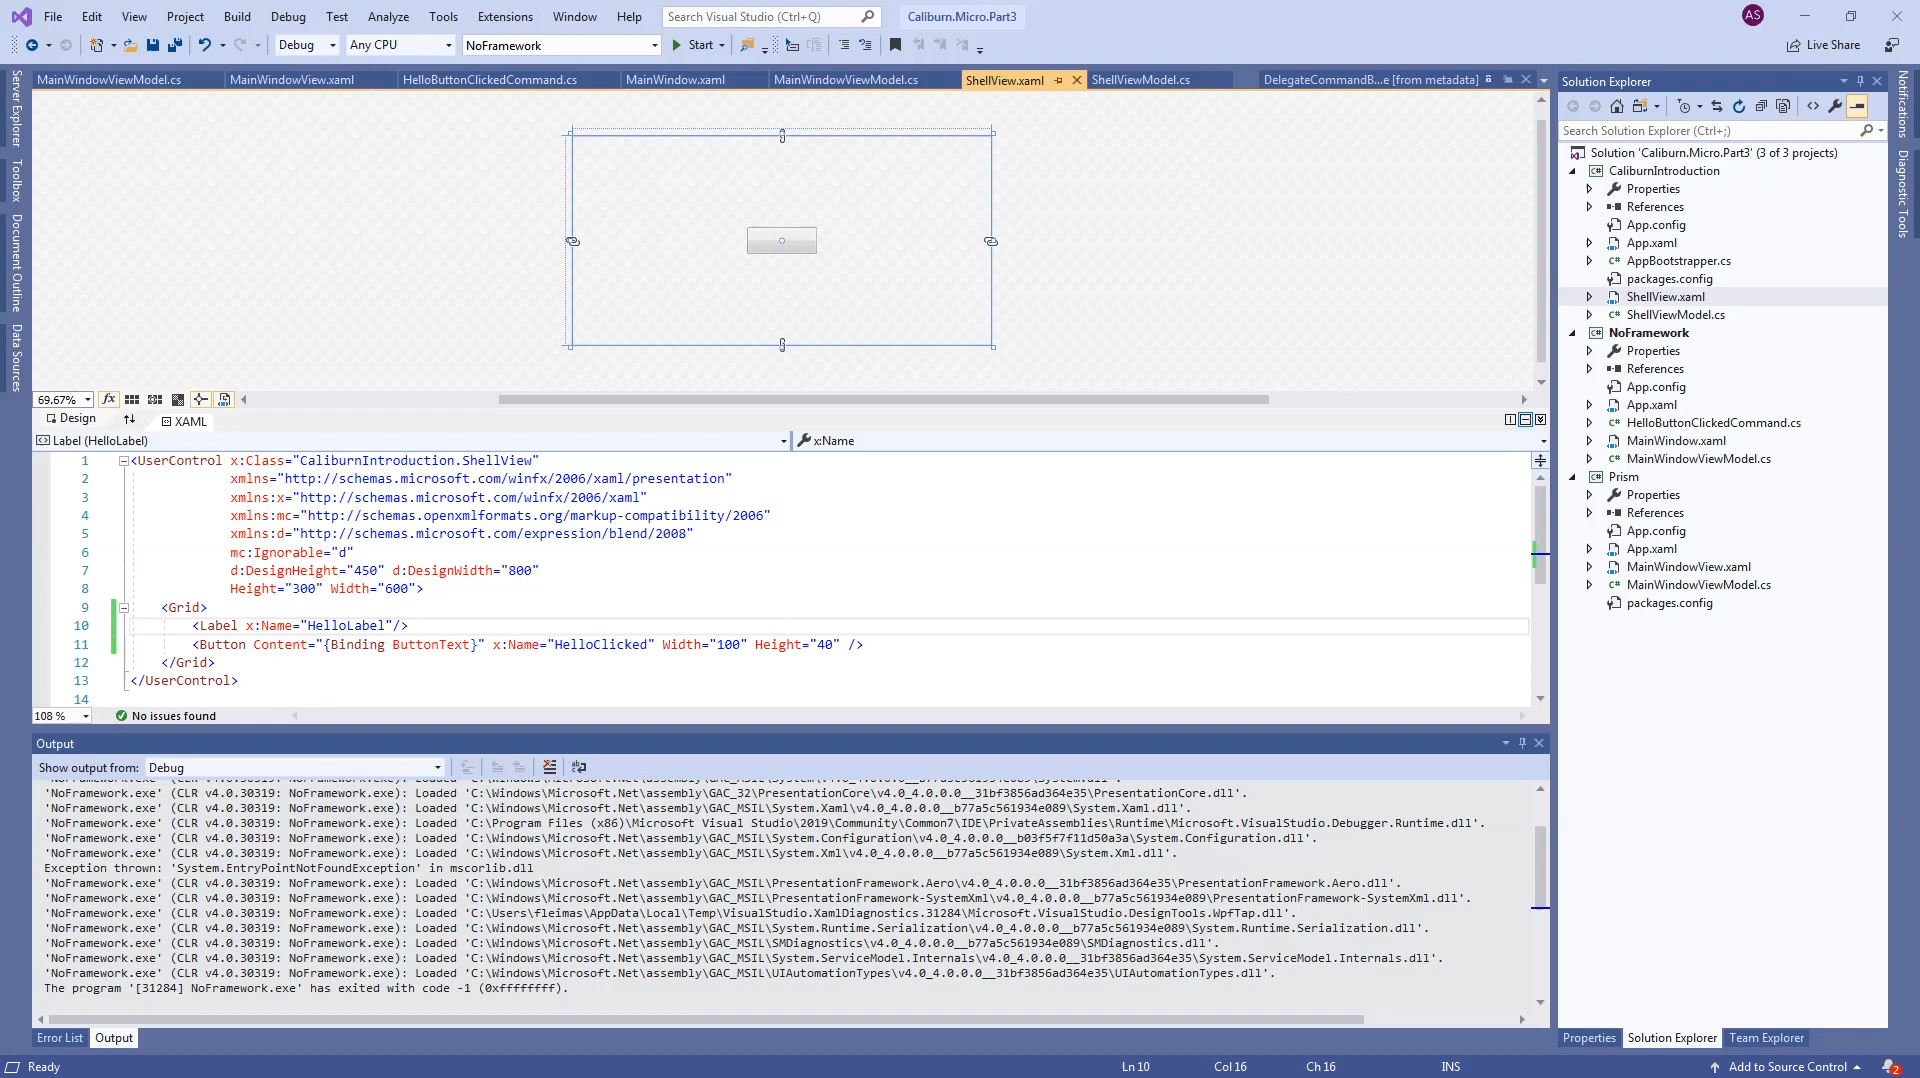 File Edit View Project Build Debug Test Analyze Tools Extensions Window Help Search Visual Studio (Ctrl+Q) Caliburn.Micro.Part3 AS
Debug Any CPU NoFramework Start Live Share
MainWindowViewModel.cs MainWindowView.xaml HelloButtonClickedCommand.cs MainWindow.xaml MainWindowViewModel.cs ShellView.xaml ShellViewModel.cs DelegateCommandB...e [from metadata]
Server Explorer
Toolbox
Document Outline
Data Sources
69.67%
Design XAML
Label (HelloLabel) x:Name
1 <UserControl x:Class="CaliburnIntroduction.ShellView"
2 xmlns="http://schemas.microsoft.com/winfx/2006/xaml/presentation"
3 xmlns:x="http://schemas.microsoft.com/winfx/2006/xaml"
4 xmlns:mc="http://schemas.openxmlformats.org/markup-compatibility/2006"
5 xmlns:d="http://schemas.microsoft.com/expression/blend/2008"
6 mc:Ignorable="d"
7 d:DesignHeight="450" d:DesignWidth="800"
8 Height="300" Width="600">
9 <Grid>
10 <Label x:Name="HelloLabel"/>
11 <Button Content="{Binding ButtonText}" x:Name="HelloClicked" Width="100" Height="40" />
12 </Grid>
13 </UserControl>
14
108 % No issues found
Output
Show output from: Debug
'NoFramework.exe' (CLR v4.0.30319: NoFramework.exe): Loaded 'C:\Windows\Microsoft.Net\assembly\GAC_MSIL\System\v4.0_4.0.0.0__b77a5c561934e089\System.dll'.
'NoFramework.exe' (CLR v4.0.30319: NoFramework.exe): Loaded 'C:\Windows\Microsoft.Net\assembly\GAC_32\PresentationCore\v4.0_4.0.0.0__31bf3856ad364e35\PresentationCore.dll'.
'NoFramework.exe' (CLR v4.0.30319: NoFramework.exe): Loaded 'C:\Windows\Microsoft.Net\assembly\GAC_MSIL\System.Xaml\v4.0_4.0.0.0__b77a5c561934e089\System.Xaml.dll'.
'NoFramework.exe' (CLR v4.0.30319: NoFramework.exe): Loaded 'C:\Program Files (x86)\Microsoft Visual Studio\2019\Community\Common7\IDE\PrivateAssemblies\Runtime\Microsoft.VisualStudio.Debugger.Runtime.dll'.
'NoFramework.exe' (CLR v4.0.30319: NoFramework.exe): Loaded 'C:\Windows\Microsoft.Net\assembly\GAC_MSIL\System.Configuration\v4.0_4.0.0.0__b03f5f7f11d50a3a\System.Configuration.dll'.
'NoFramework.exe' (CLR v4.0.30319: NoFramework.exe): Loaded 'C:\Windows\Microsoft.Net\assembly\GAC_MSIL\System.Xml\v4.0_4.0.0.0__b77a5c561934e089\System.Xml.dll'.
Exception thrown: 'System.EntryPointNotFoundException' in mscorlib.dll
'NoFramework.exe' (CLR v4.0.30319: NoFramework.exe): Loaded 'C:\Windows\Microsoft.Net\assembly\GAC_MSIL\PresentationFramework.Aero\v4.0_4.0.0.0__31bf3856ad364e35\PresentationFramework.Aero.dll'.
'NoFramework.exe' (CLR v4.0.30319: NoFramework.exe): Loaded 'C:\Windows\Microsoft.Net\assembly\GAC_MSIL\PresentationFramework-SystemXml\v4.0_4.0.0.0__b77a5c561934e089\PresentationFramework-SystemXml.dll'.
'NoFramework.exe' (CLR v4.0.30319: NoFramework.exe): Loaded 'C:\Users\fleimas\AppData\Local\Temp\VisualStudio.XamlDiagnostics.31284\Microsoft.VisualStudio.DesignTools.WpfTap.dll'.
'NoFramework.exe' (CLR v4.0.30319: NoFramework.exe): Loaded 'C:\Windows\Microsoft.Net\assembly\GAC_MSIL\System.Runtime.Serialization\v4.0_4.0.0.0__b77a5c561934e089\System.Runtime.Serialization.dll'.
'NoFramework.exe' (CLR v4.0.30319: NoFramework.exe): Loaded 'C:\Windows\Microsoft.Net\assembly\GAC_MSIL\SMDiagnostics\v4.0_4.0.0.0__b77a5c561934e089\SMDiagnostics.dll'.
'NoFramework.exe' (CLR v4.0.30319: NoFramework.exe): Loaded 'C:\Windows\Microsoft.Net\assembly\GAC_MSIL\System.ServiceModel.Internals\v4.0_4.0.0.0__31bf3856ad364e35\System.ServiceModel.Internals.dll'.
'NoFramework.exe' (CLR v4.0.30319: NoFramework.exe): Loaded 'C:\Windows\Microsoft.Net\assembly\GAC_MSIL\UIAutomationTypes\v4.0_4.0.0.0__31bf3856ad364e35\UIAutomationTypes.dll'.
The program '[31284] NoFramework.exe' has exited with code -1 (0xffffffff).
Error List Output
Solution Explorer
Search Solution Explorer (Ctrl+;)
Solution 'Caliburn.Micro.Part3' (3 of 3 projects)
CaliburnIntroduction
Properties
References
App.config
App.xaml
AppBootstrapper.cs
packages.config
ShellView.xaml
ShellViewModel.cs
NoFramework
Properties
References
App.config
App.xaml
HelloButtonClickedCommand.cs
MainWindow.xaml
MainWindowViewModel.cs
Prism
Properties
References
App.config
App.xaml
MainWindowView.xaml
MainWindowViewModel.cs
packages.config
Properties Solution Explorer Team Explorer
Notifications
Diagnostic Tools
Ready Ln 10 Col 16 Ch 16 INS Add to Source Control 2